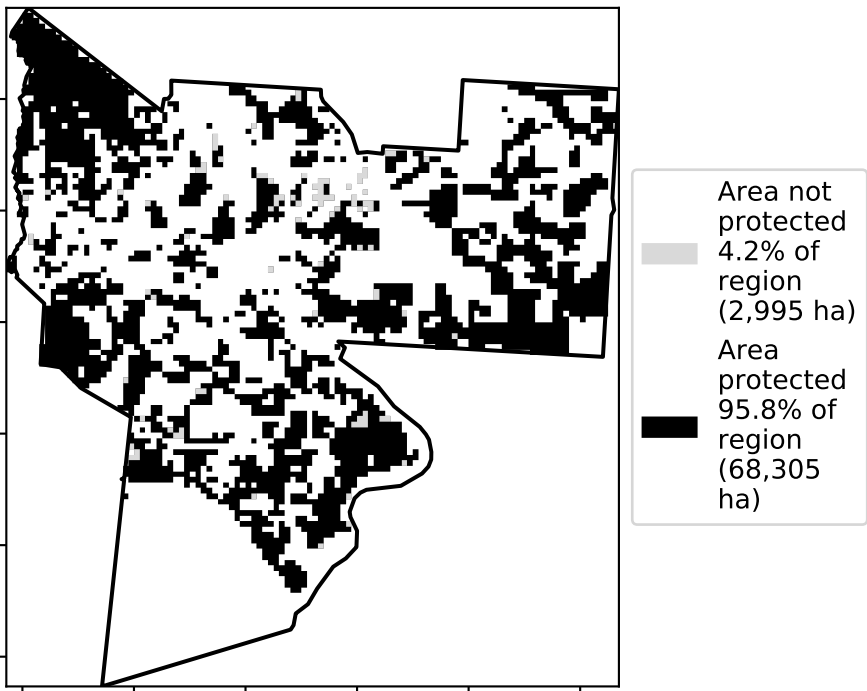 Area not
protected
4.2% of
region
(2,995 ha)
Area
protected
95.8% of
region
(68,305
ha)